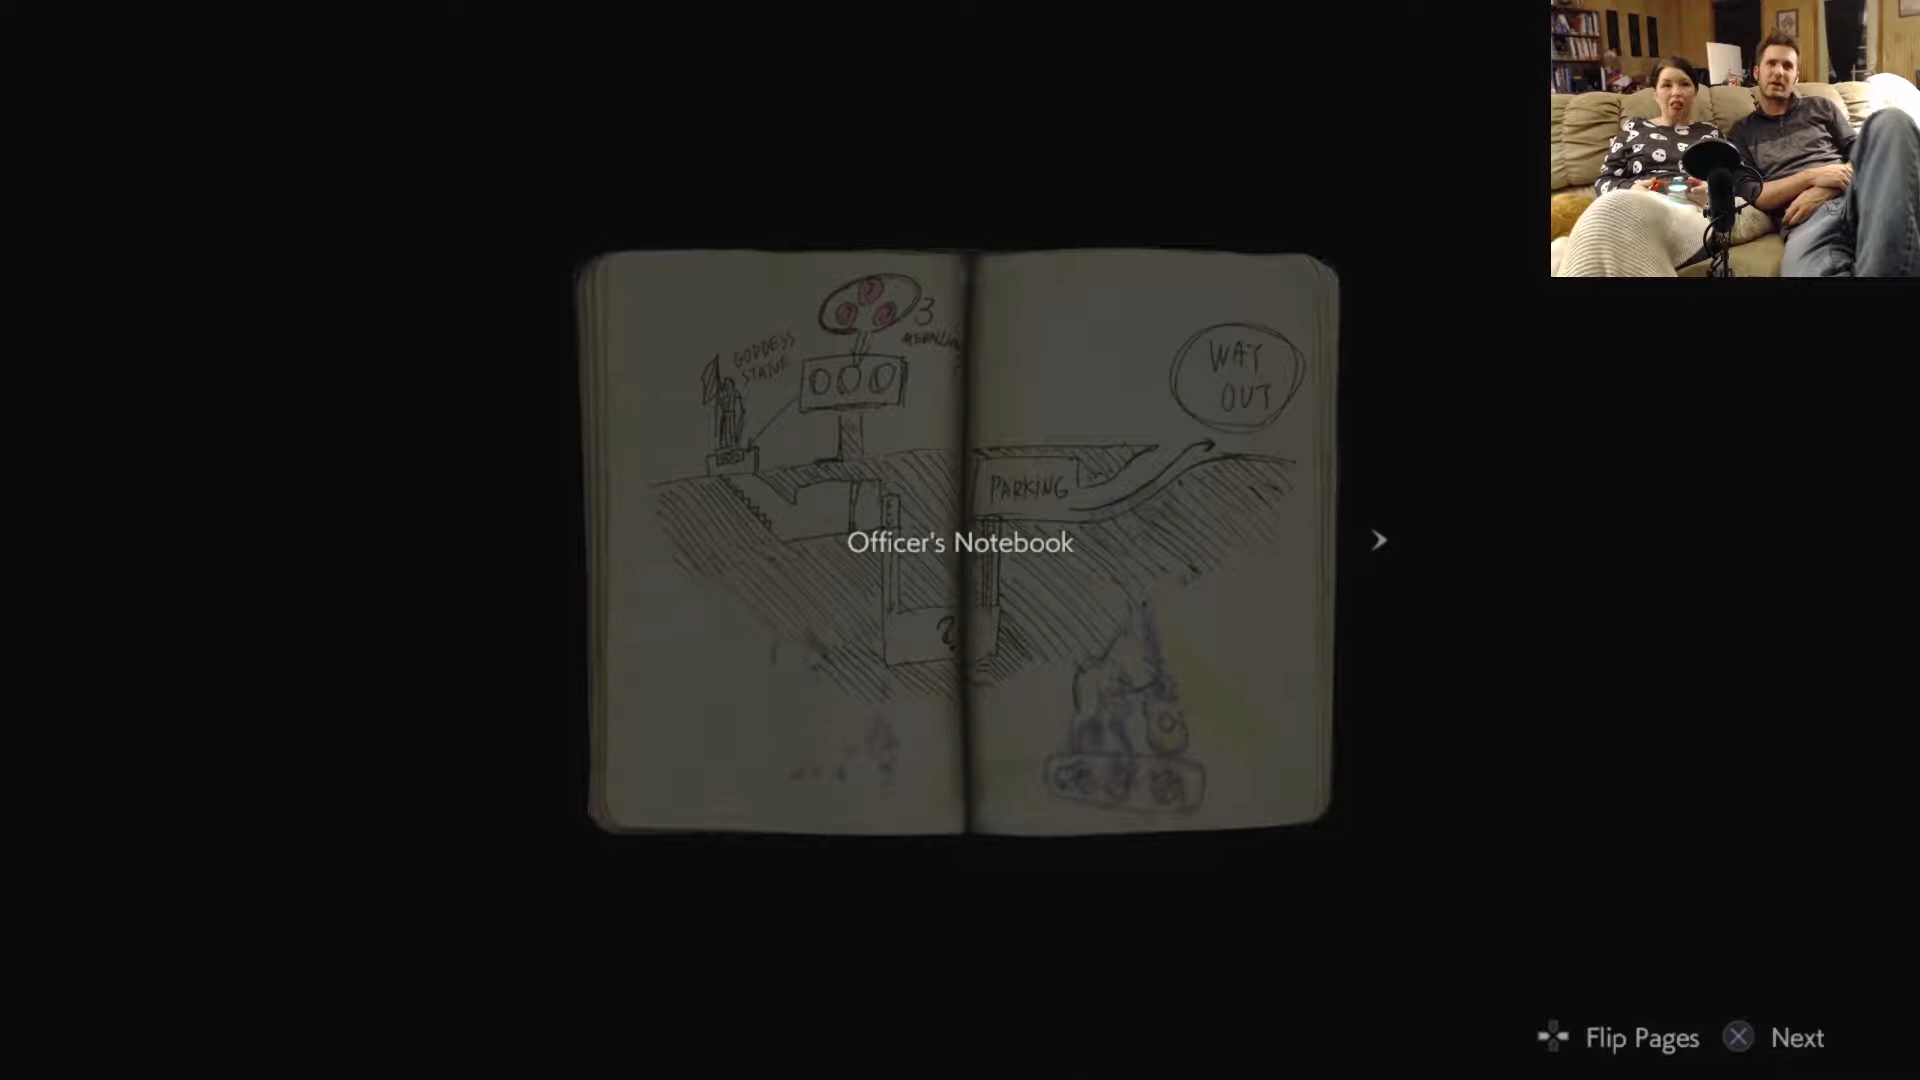 3
GODDESS
STATUE
WAY
OUT
PARKING
Officer's Notebook
?
Flip Pages
Next